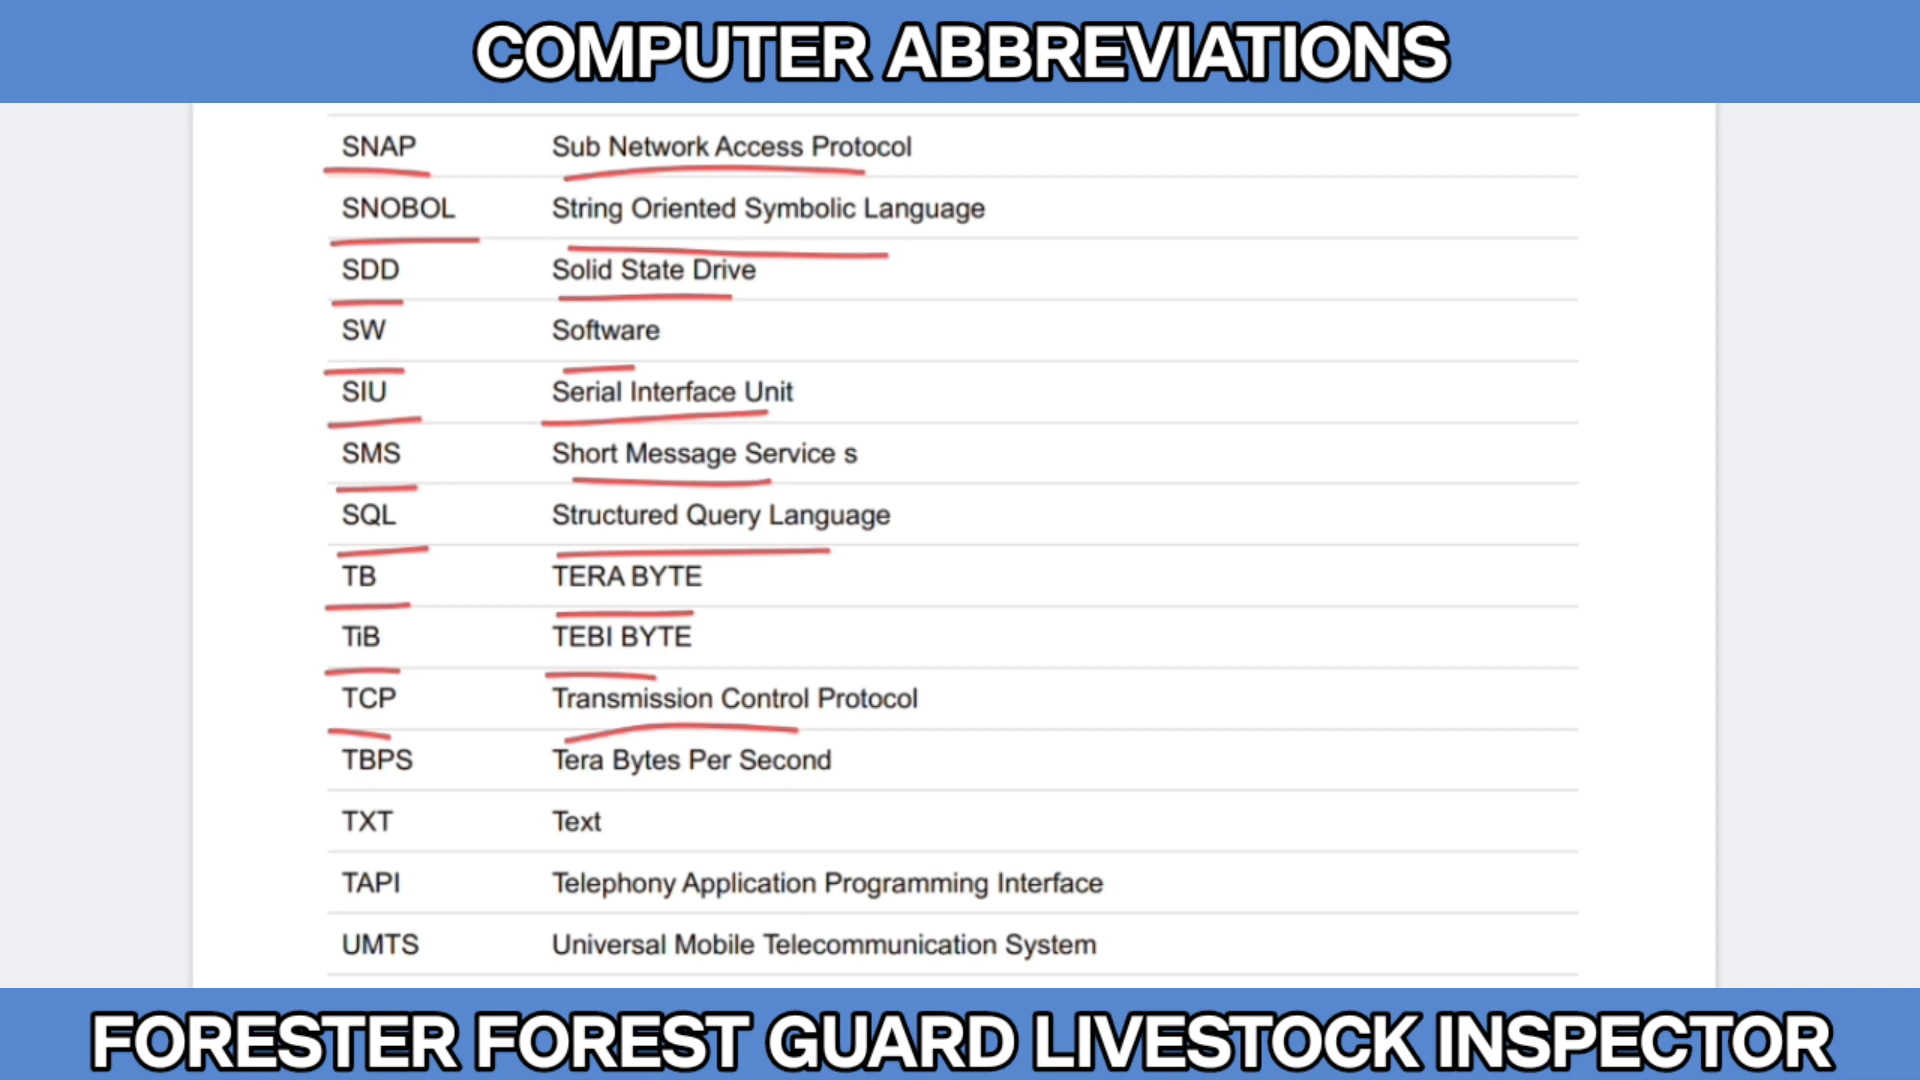 COMPUTER ABBREVIATIONS
SNAP Sub Network Access Protocol
SNOBOL String Oriented Symbolic Language
SDD Solid State Drive
SW Software
SIU Serial Interface Unit
SMS Short Message Service s
SQL Structured Query Language
TB TERA BYTE
TiB TEBI BYTE
TCP Transmission Control Protocol
TBPS Tera Bytes Per Second
TXT Text
TAPI Telephony Application Programming Interface
UMTS Universal Mobile Telecommunication System
FORESTER FOREST GUARD LIVESTOCK INSPECTOR